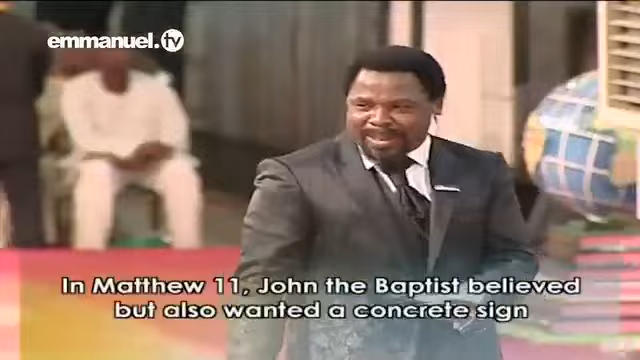 emmanuel.tv
In Matthew 11, John the Baptist believed
but also wanted a concrete sign